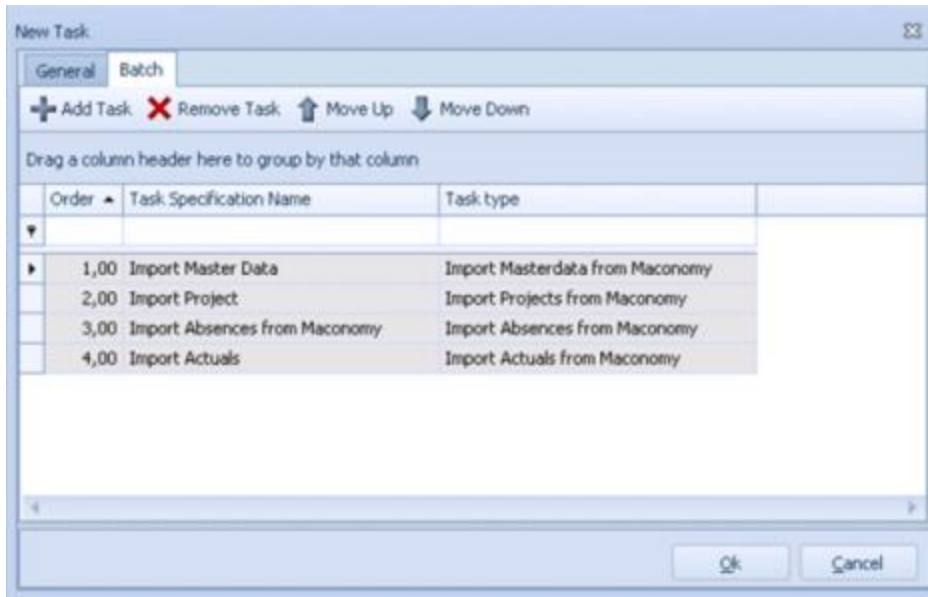 New Task
General Batch
Add Task Remove Task Move Up Move Down
Drag a column header here to group by that column
Order Task Specification Name Task type
1,00 Import Master Data Import Masterdata from Maconomy
2,00 Import Project Import Projects from Maconomy
3,00 Import Absences from Maconomy Import Absences from Maconomy
4,00 Import Actuals Import Actuals from Maconomy
Ok Cancel